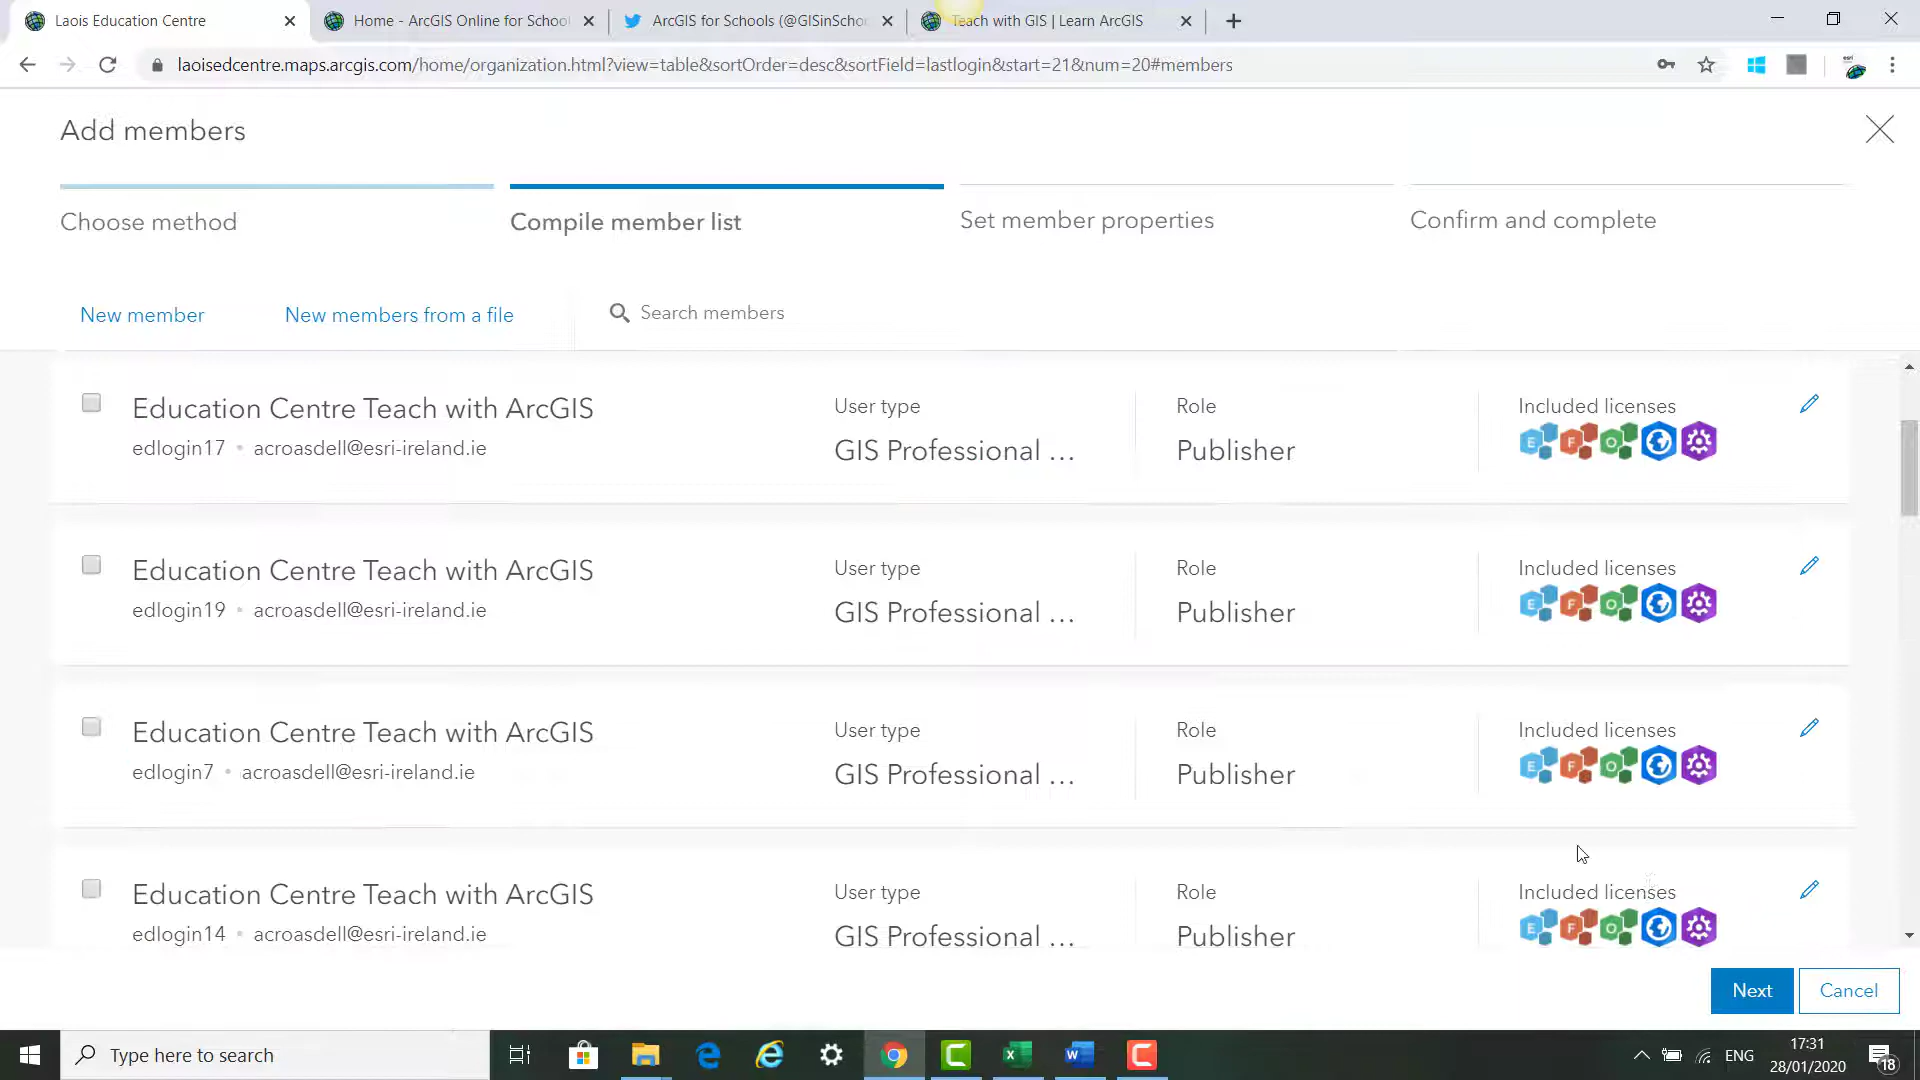 Laois Education Centre
Home - ArcGIS Online for School
ArcGIS for Schools (@GISinScho
Teach with GIS | Learn ArcGIS
laoisedcentre.maps.arcgis.com/home/organization.html?view=table&sortOrder=desc&sortField=lastlogin&start=21&num=20#members
esri
Add members
Choose method
Compile member list
Set member properties
Confirm and complete
New member
New members from a file
Search members
Education Centre Teach with ArcGIS
edlogin17 • acroasdell@esri-ireland.ie
User type
GIS Professional ...
Role
Publisher
Included licenses
E F O
Education Centre Teach with ArcGIS
edlogin19 • acroasdell@esri-ireland.ie
User type
GIS Professional ...
Role
Publisher
Included licenses
E F O
Education Centre Teach with ArcGIS
edlogin7 • acroasdell@esri-ireland.ie
User type
GIS Professional ...
Role
Publisher
Included licenses
E F O
Education Centre Teach with ArcGIS
edlogin14 • acroasdell@esri-ireland.ie
User type
GIS Professional ...
Role
Publisher
Included licenses
E F O
Next
Cancel
Type here to search
ENG
17:31
28/01/2020
18